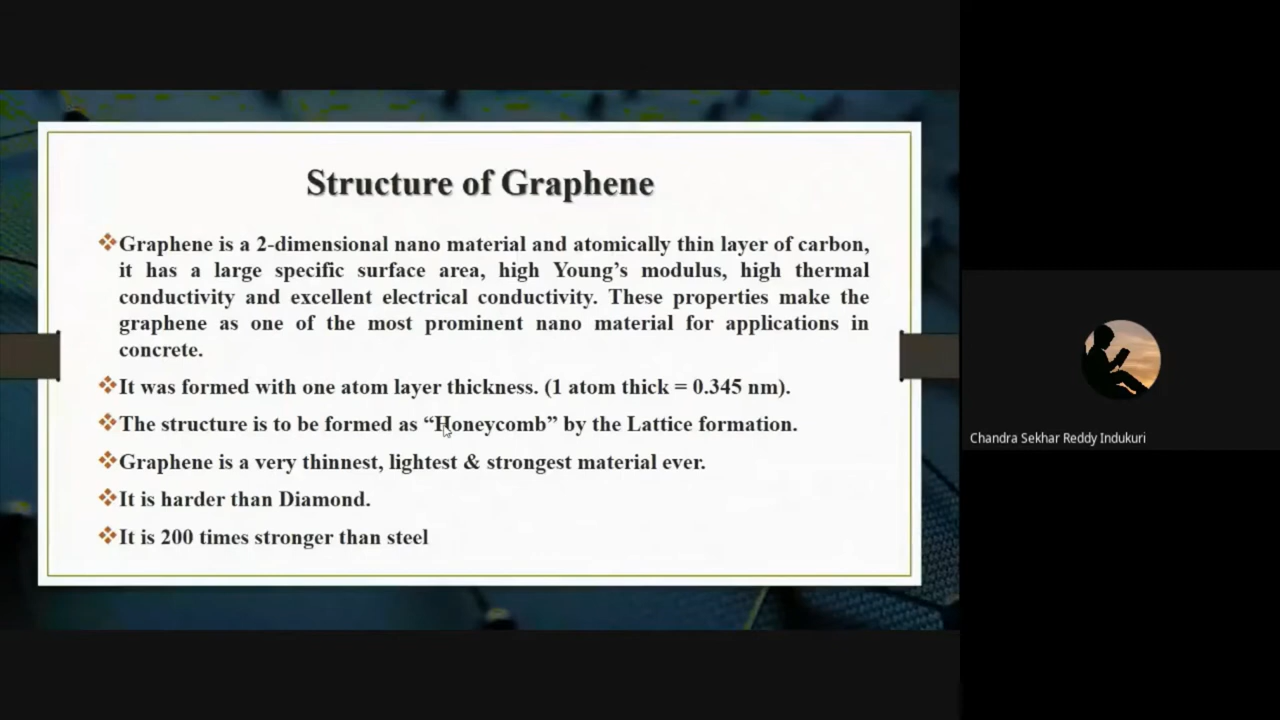 Structure of Graphene
❖Graphene is a 2-dimensional nano material and atomically thin layer of carbon,
it has a large specific surface area, high Young’s modulus, high thermal
conductivity and excellent electrical conductivity. These properties make the
graphene as one of the most prominent nano material for applications in
concrete.
❖It was formed with one atom layer thickness. (1 atom thick = 0.345 nm).
❖The structure is to be formed as “Honeycomb” by the Lattice formation.
❖Graphene is a very thinnest, lightest & strongest material ever.
❖It is harder than Diamond.
❖It is 200 times stronger than steel
Chandra Sekhar Reddy Indukuri